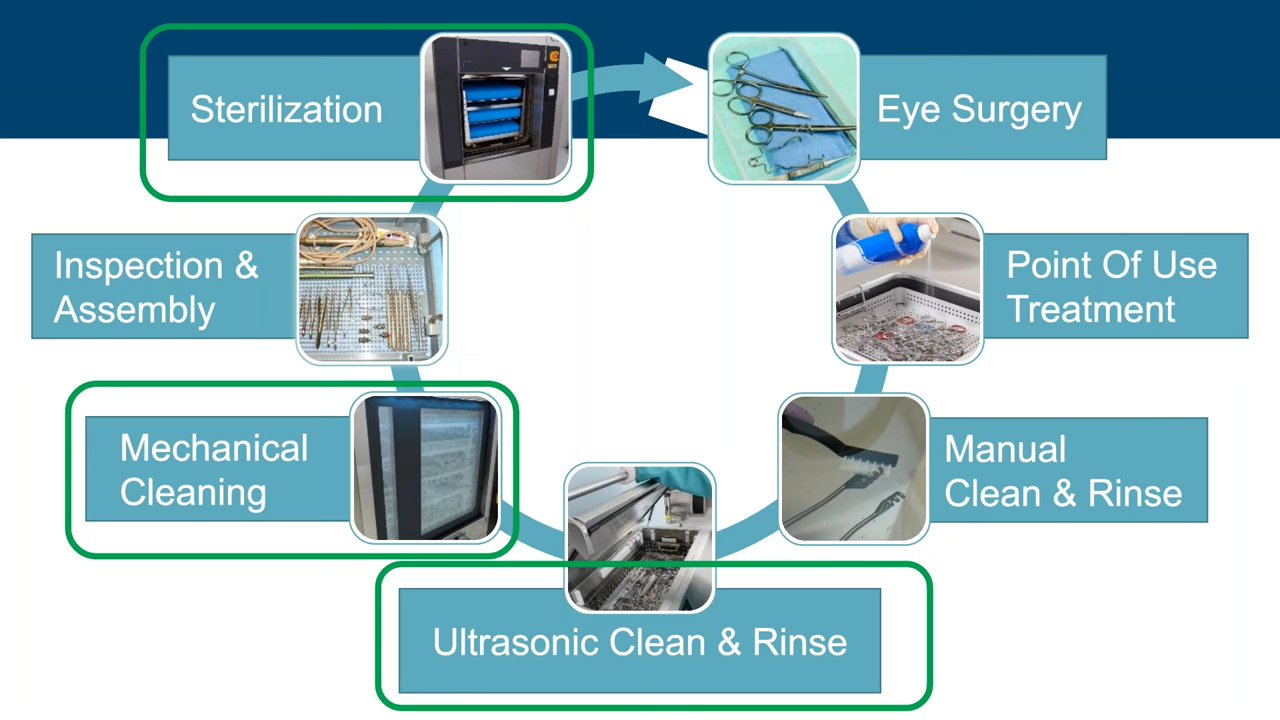 Sterilization
Eye Surgery
Inspection &
Assembly
Point Of Use
Treatment
Mechanical
Cleaning
Manual
Clean & Rinse
Ultrasonic Clean & Rinse